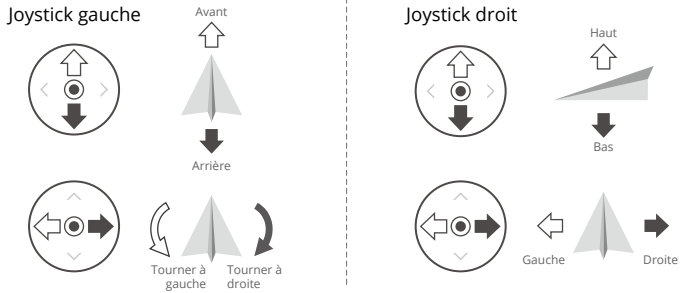 Joystick gauche
Avant
Arrière
Tourner à
gauche
Tourner à
droite
Joystick droit
Haut
Bas
Gauche
Droite